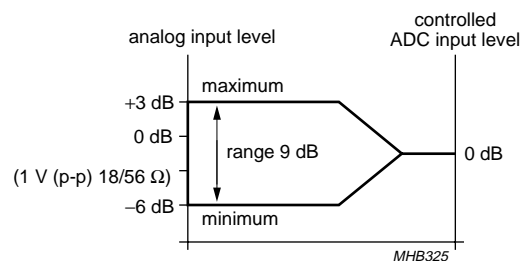 controlled
analog input level
ADC input level
maximum
+3 dB
0 dB
range 9 dB
0 dB
(1 V (p-p) 18/56 Ω)
−6 dB
minimum
MHB325